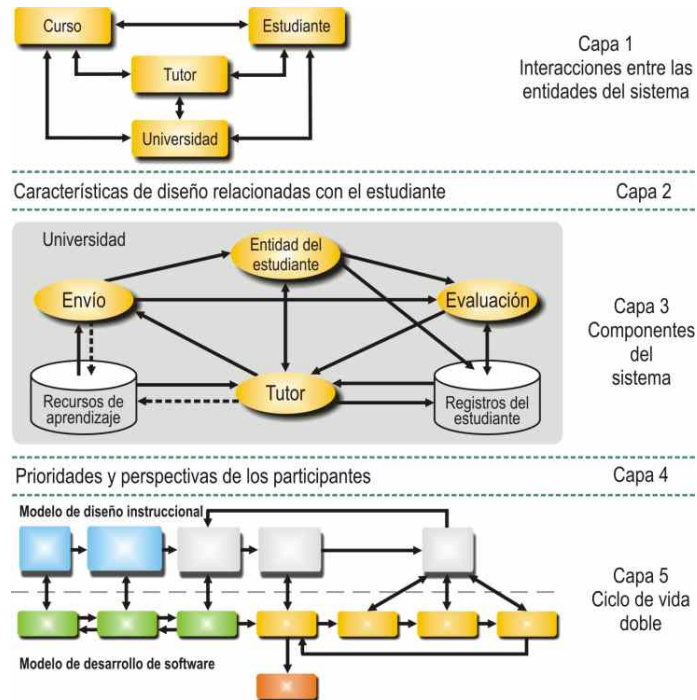 Curso
Estudiante
Tutor
Universidad
Capa 1
Interacciones entre las
entidades del sistema
Características de diseño relacionadas con el estudiante
Capa 2
Universidad
Entidad del
estudiante
Envío
Evaluación
Recursos de
aprendizaje
Tutor
Registros del
estudiante
Capa 3
Componentes
del
sistema
Prioridades y perspectivas de los participantes
Capa 4
Modelo de diseño instruccional
Modelo de desarrollo de software
Capa 5
Ciclo de vida
doble